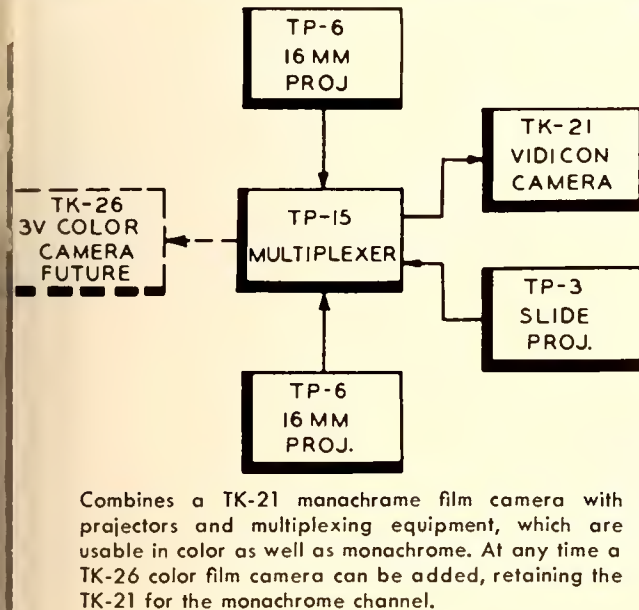 TP-6
16 MM
PROJ
TK-21
VIDICON
CAMERA
TK-26
3V COLOR
CAMERA
FUTURE
TP-15
MULTIPLEXER
TP-3
SLIDE
PROJ.
TP-6
16 MM
PROJ.
Combines a TK-21 manachrame film camera with
prajectors and multiplexing equipment, which are
usable in color as well as monachrome. At any time a
TK-26 color film camera can be added, retaining the
TK-21 for the monachrome channel.